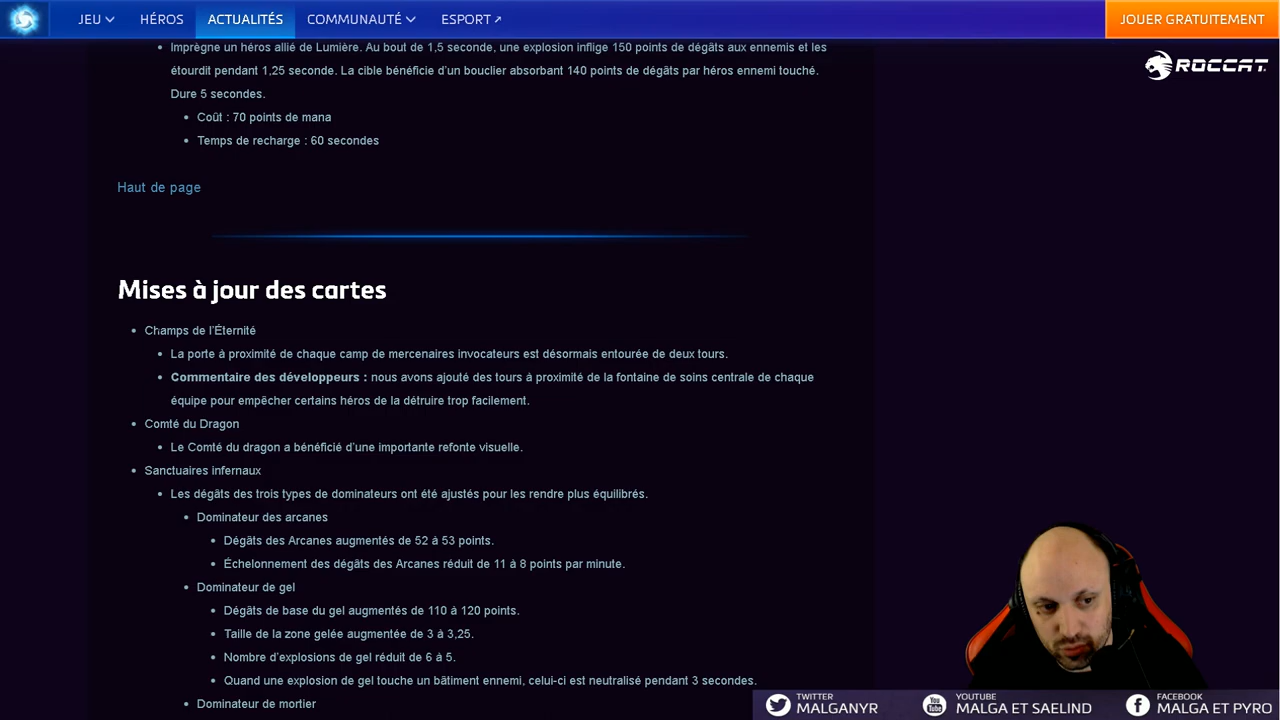 JEU HÉROS ACTUALITÉS COMMUNAUTÉ ESPORT JOUER GRATUITEMENT
Imprègne un héros allié de Lumière. Au bout de 1,5 seconde, une explosion inflige 150 points de dégâts aux ennemis et les
étourdit pendant 1,25 seconde. La cible bénéficie d'un bouclier absorbant 140 points de dégâts par héros ennemi touché.
Dure 5 secondes.
Coût : 70 points de mana
Temps de recharge : 60 secondes
ROCCAT
Haut de page
Mises à jour des cartes
Champs de l'Éternité
La porte à proximité de chaque camp de mercenaires invocateurs est désormais entourée de deux tours.
Commentaire des développeurs : nous avons ajouté des tours à proximité de la fontaine de soins centrale de chaque
équipe pour empêcher certains héros de la détruire trop facilement.
Comté du Dragon
Le Comté du dragon a bénéficié d'une importante refonte visuelle.
Sanctuaires infernaux
Les dégâts des trois types de dominateurs ont été ajustés pour les rendre plus équilibrés.
Dominateur des arcanes
Dégâts des Arcanes augmentés de 52 à 53 points.
Échelonnement des dégâts des Arcanes réduit de 11 à 8 points par minute.
Dominateur de gel
Dégâts de base du gel augmentés de 110 à 120 points.
Taille de la zone gelée augmentée de 3 à 3,25.
Nombre d'explosions de gel réduit de 6 à 5.
Quand une explosion de gel touche un bâtiment ennemi, celui-ci est neutralisé pendant 3 secondes.
Dominateur de mortier
TWITTER
MALGANYR
YOUTUBE
MALGA ET SAELIND
FACEBOOK
MALGA ET PYRO